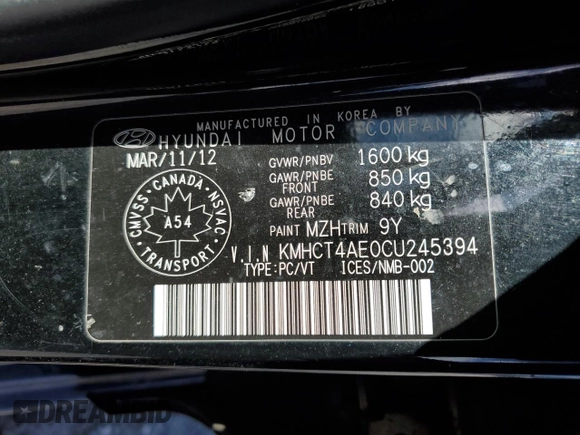 MANUFACTURED IN KOREA BY
HYUNDAI MOTOR COMPANY
MAR/11/12 GVWR/PNBV 1600 kg
GAWR/PNBE FRONT 850 kg
GAWR/PNBE REAR 840 kg
PAINT MZH TRIM 9Y
V.I.N KMHCT4AE0CU245394
TYPE:PC/VT ICES/NMB-002
CMVSS · CANADA · NSVAC
A54
TRANSPORT
DREAMBID